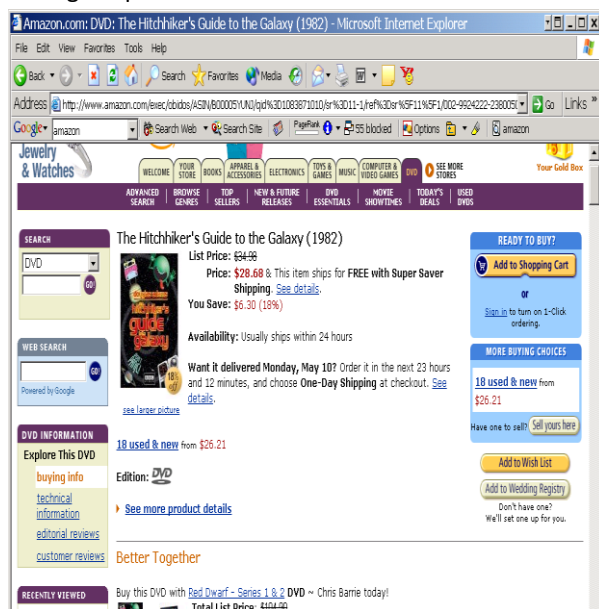 Amazon.com: DVD: The Hitchhiker's Guide to the Galaxy (1982) - Microsoft Internet Explorer
File Edit View Favorites Tools Help
Back Search Favorites Media
Address http://www.amazon.com/exec/obidos/ASIN/B00005YUNJ/qid%3D1083871010/sr%3D11-1/ref%3Dsr%5F11%5F1/002-9924222-238005 Go Links »
Google amazon Search Web Search Site PageRank 55 blocked Options amazon
Jewelry
& Watches
WELCOME
YOUR STORE
BOOKS
APPAREL & ACCESSORIES
ELECTRONICS
TOYS & GAMES
MUSIC
COMPUTER & VIDEO GAMES
DVD
SEE MORE STORES
Your Gold Box
ADVANCED SEARCH
BROWSE GENRES
TOP SELLERS
NEW & FUTURE RELEASES
DVD ESSENTIALS
MOVIE SHOWTIMES
TODAY'S DEALS
USED DVDS
SEARCH
DVD
GO!
WEB SEARCH
GO!
Powered by Google
DVD INFORMATION
Explore This DVD
buying info
technical
information
editorial reviews
customer reviews
RECENTLY VIEWED
The Hitchhiker's Guide to the Galaxy (1982)
hitchhiker's
guide
galaxy
18%
off
see larger picture
List Price: $34.98
Price: $28.68 & This item ships for FREE with Super Saver
Shipping. See details.
You Save: $6.30 (18%)
Availability: Usually ships within 24 hours
Want it delivered Monday, May 10? Order it in the next 23 hours
and 12 minutes, and choose One-Day Shipping at checkout. See
details.
18 used & new from $26.21
Edition: DVD
See more product details
Better Together
Buy this DVD with Red Dwarf - Series 1 & 2 DVD ~ Chris Barrie today!
Total List Price: $104.90
READY TO BUY?
Add to Shopping Cart
or
Sign in to turn on 1-Click
ordering.
MORE BUYING CHOICES
18 used & new from
$26.21
Have one to sell? Sell yours here
Add to Wish List
Add to Wedding Registry
Don't have one?
We'll set one up for you.